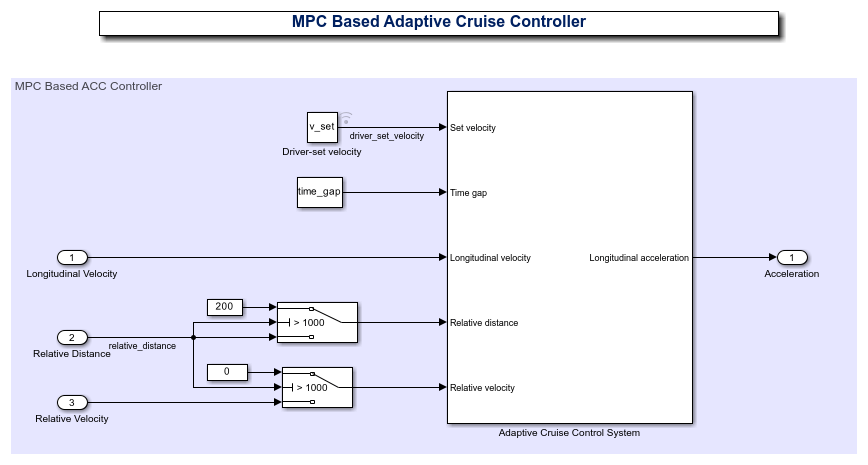 MPC Based Adaptive Cruise Controller
MPC Based ACC Controller
v_set
driver_set_velocity
Driver-set velocity
Set velocity
time_gap
Time gap
1
Longitudinal Velocity
Longitudinal velocity
Longitudinal acceleration
1
Acceleration
200
> 1000
2
Relative Distance
relative_distance
Relative distance
0
> 1000
3
Relative Velocity
Relative velocity
Adaptive Cruise Control System